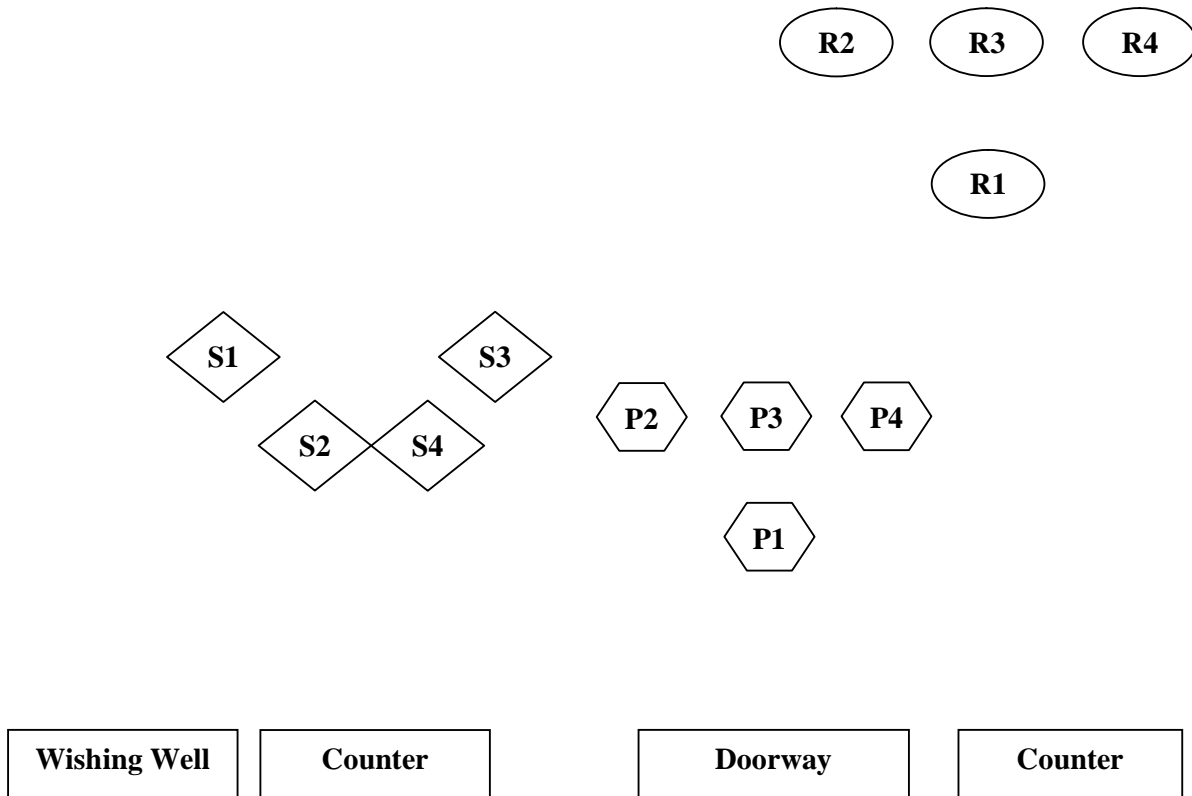 R2 R3 R4
R1
S1 S3
P2 P3 P4
S2 S4
P1
Wishing Well Counter Doorway Counter